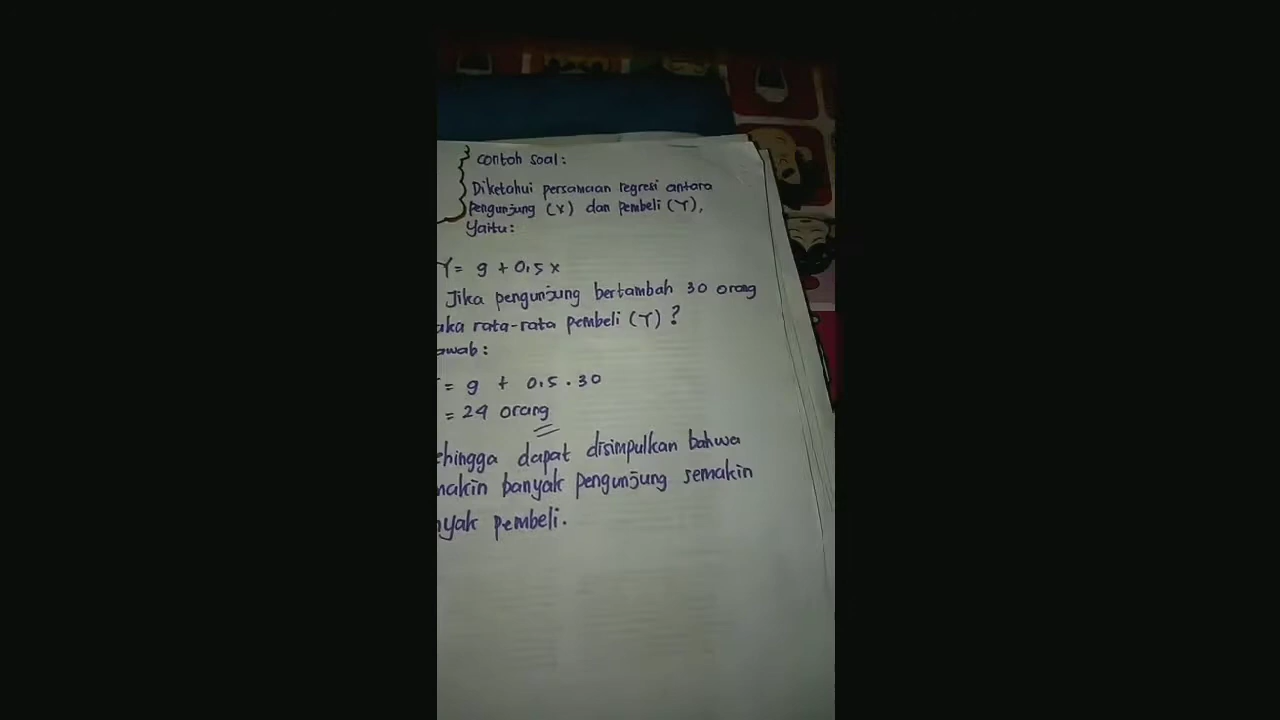 Contoh soal:
Diketahui persamaan regresi antara
pengunjung (X) dan pembeli (Y),
Yaitu:
Y = 9 + 0,5 x
Jika pengunjung bertambah 30 orang
aka rata-rata pembeli (Y) ?
awab:
= 9 + 0,5 . 30
= 24 orang
ehingga dapat disimpulkan bahwa
makin banyak pengunjung semakin
nyak pembeli.